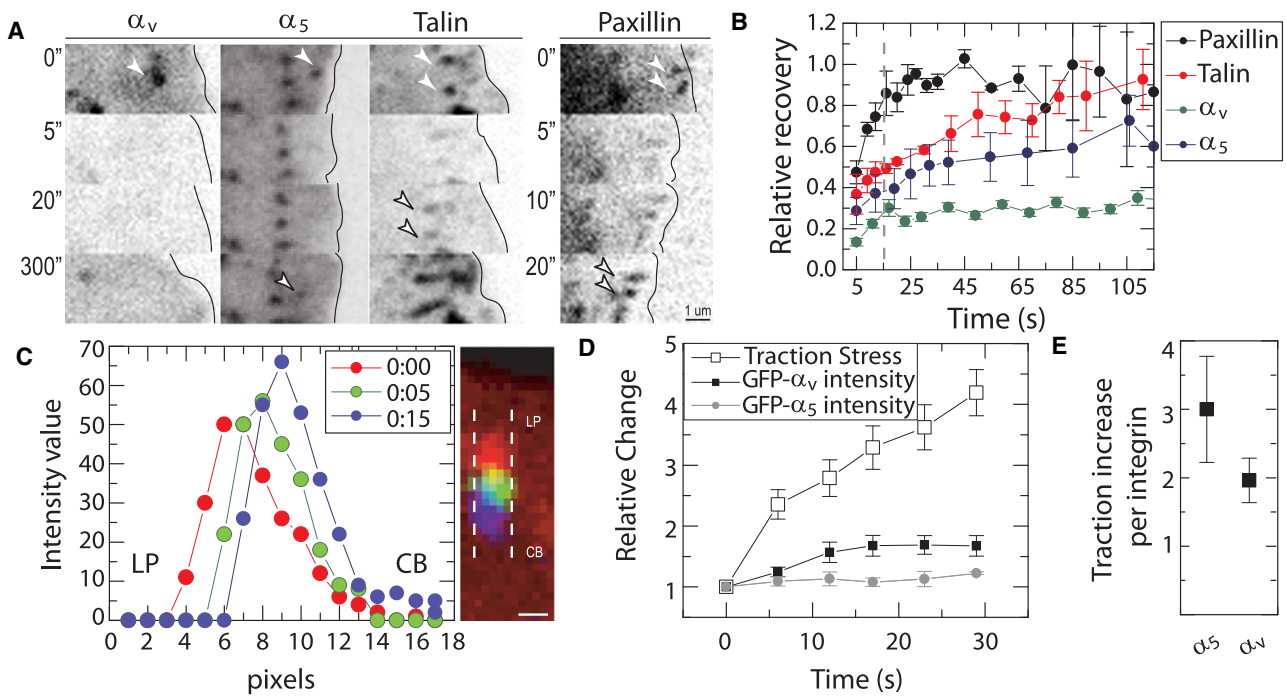 A
αv
α5
Talin
Paxillin
0"
5"
20"
300"
0"
5"
10"
20"
1 um
B
Relative recovery
1.2
1.0
0.8
0.6
0.4
0.2
0.0
5 25 45 65 85 105
Time (s)
Paxillin
Talin
αv
α5
C
Intensity value
70
60
50
40
30
20
10
0
0:00
0:05
0:15
LP
CB
0 2 4 6 8 10 12 14 16 18
pixels
LP
CB
D
Relative Change
5
4
3
2
1
Traction Stress
GFP-αv intensity
GFP-α5 intensity
0 10 20 30
Time (s)
E
Traction increase
per integrin
4
3
2
1
α5
αv